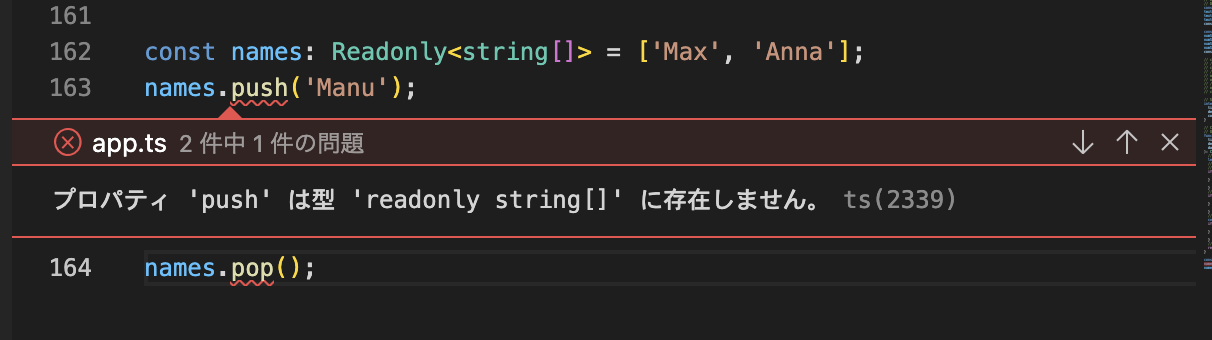 161
162 const names: Readonly<string[]> = ['Max', 'Anna'];
163 names.push('Manu');
app.ts 2 件中 1 件の問題
プロパティ 'push' は型 'readonly string[]' に存在しません。 ts(2339)
164 names.pop();